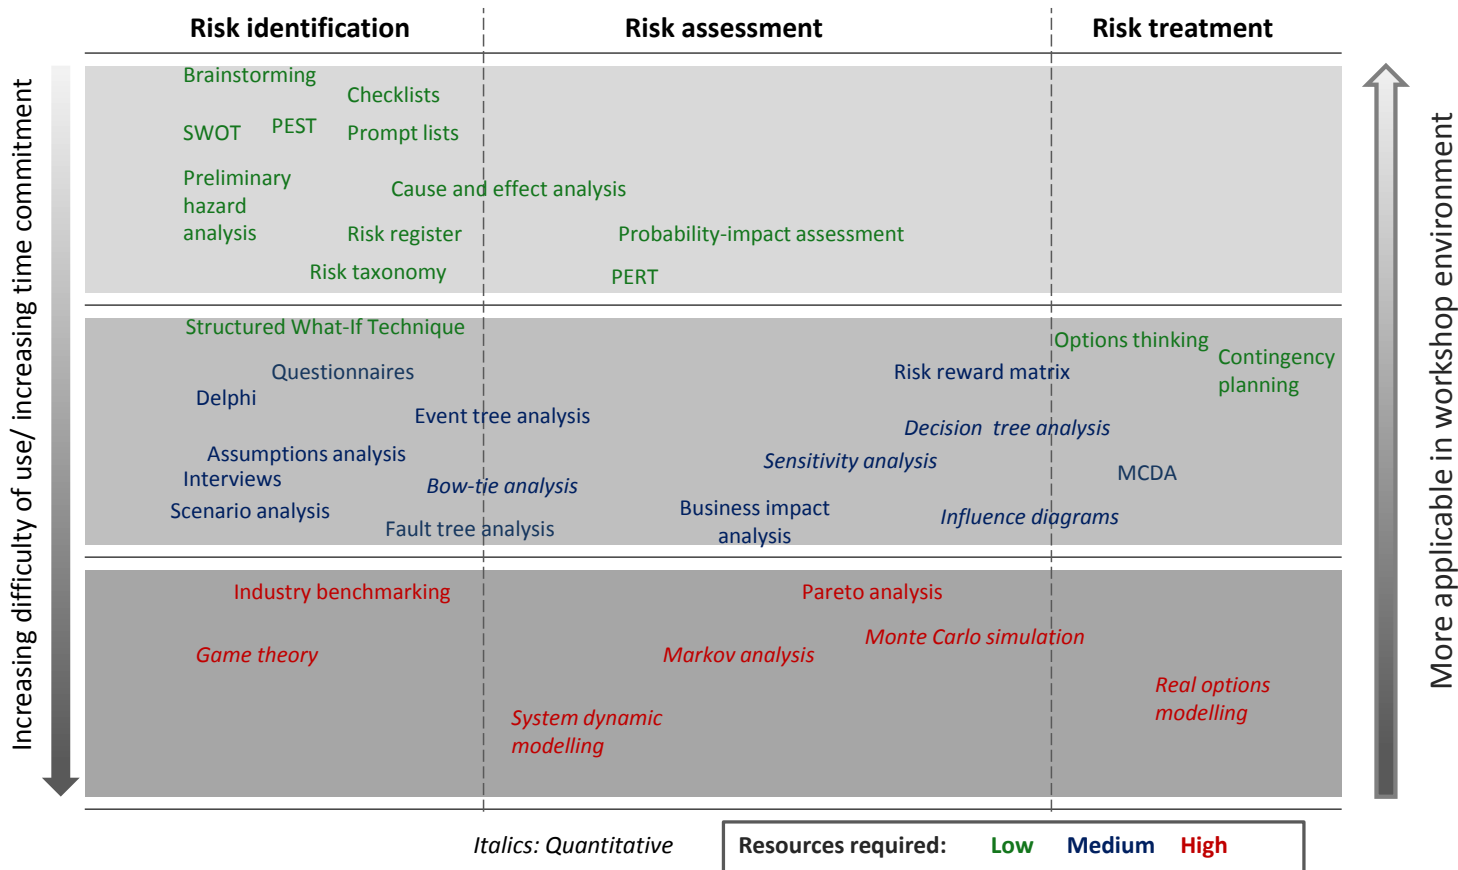 Risk identification
Risk assessment
Risk treatment
Increasing difficulty of use/ increasing time commitment
More applicable in workshop environment
Brainstorming
Checklists
SWOT
PEST
Prompt lists
Preliminary
hazard
analysis
Cause and effect analysis
Risk register
Probability-impact assessment
Risk taxonomy
PERT
Structured What-If Technique
Options thinking
Contingency
planning
Questionnaires
Risk reward matrix
Delphi
Event tree analysis
Decision tree analysis
Assumptions analysis
Sensitivity analysis
Interviews
Bow-tie analysis
MCDA
Scenario analysis
Fault tree analysis
Business impact
analysis
Influence diagrams
Industry benchmarking
Pareto analysis
Monte Carlo simulation
Game theory
Markov analysis
Real options
modelling
System dynamic
modelling
Italics: Quantitative
Resources required: Low Medium High